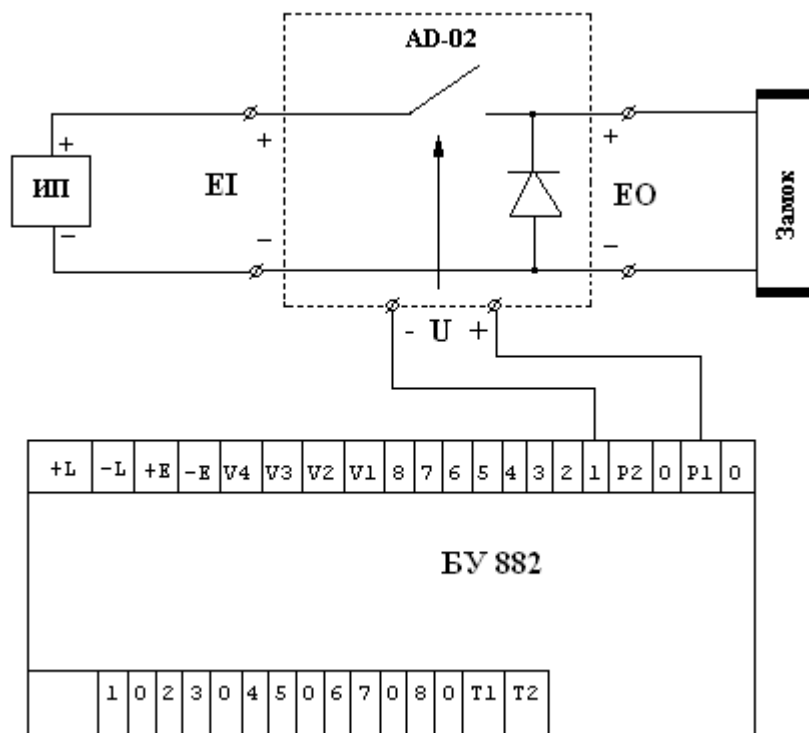 AD-02
+ + +
ИП EI EO Замок
− − −
- U +
+L -L +E -E V4 V3 V2 V1 8 7 6 5 4 3 2 1 P2 0 P1 0
БУ 882
1 0 2 3 0 4 5 0 6 7 0 8 0 T1 T2